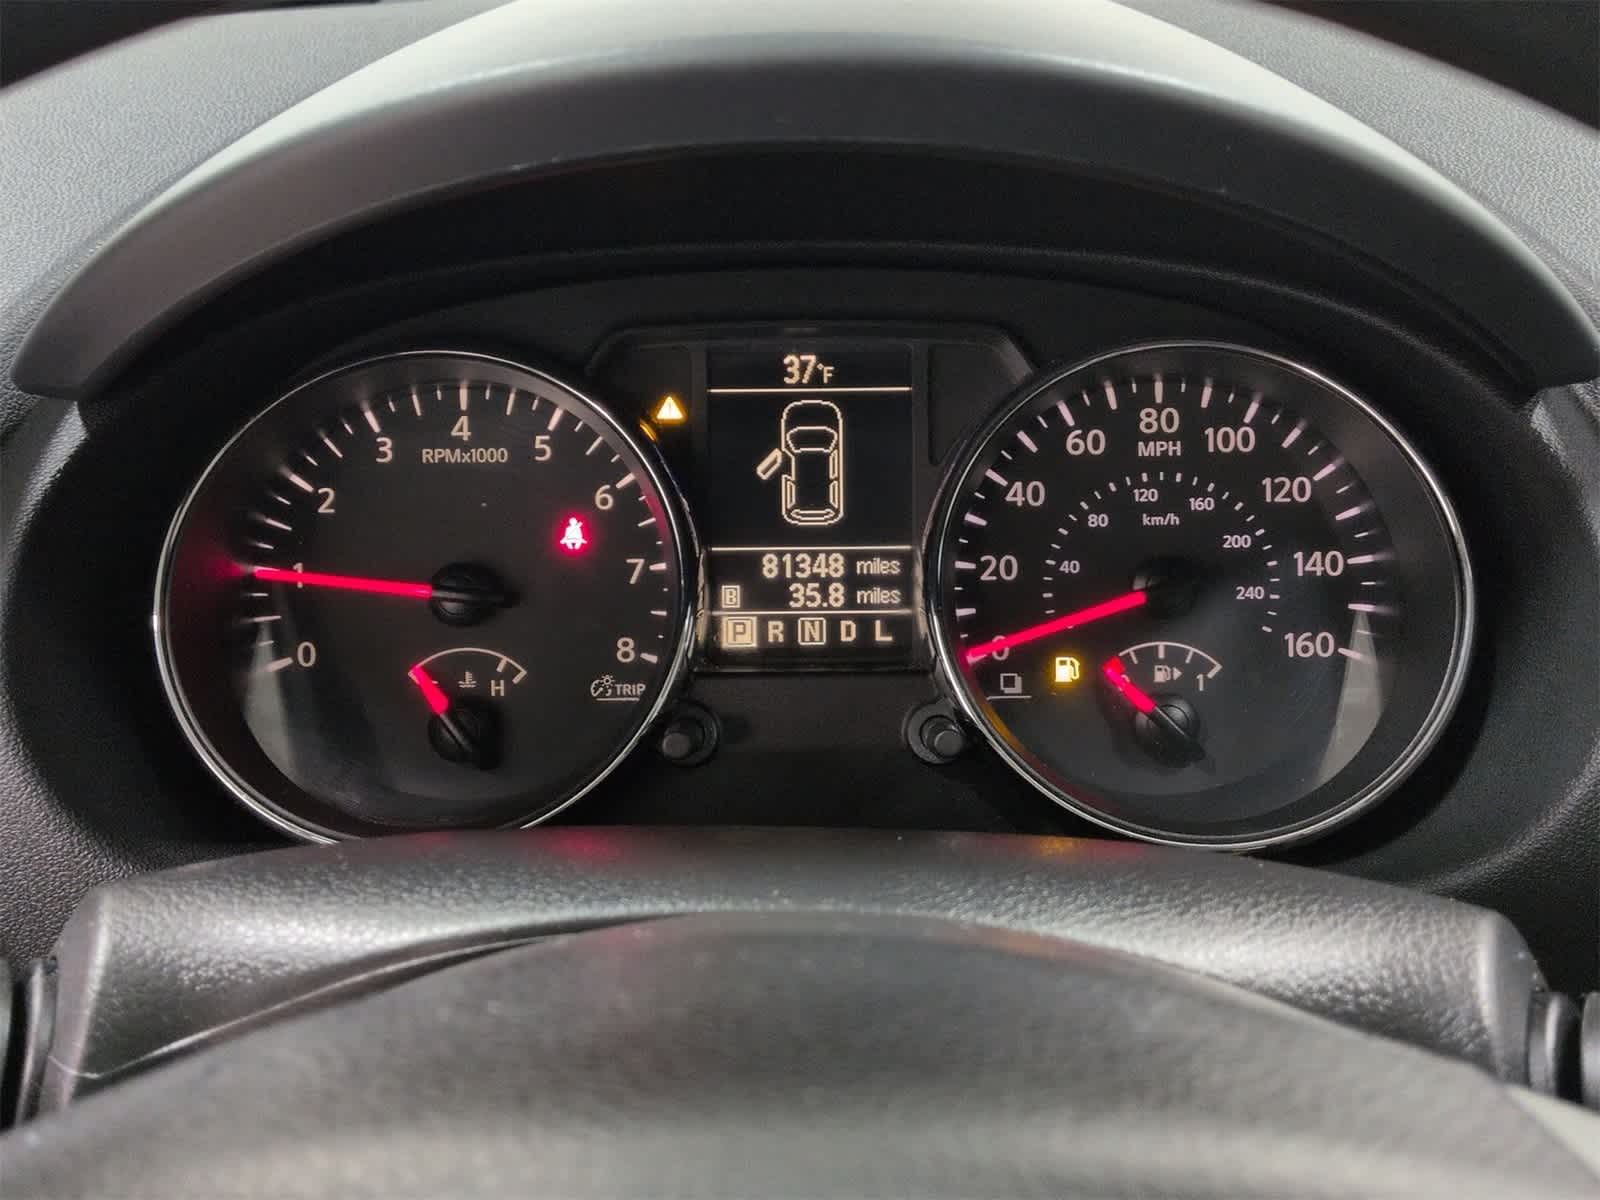 37°F
0 1 2 3 4 5 6 7 8
RPMx1000
H
TRIP
81348 miles
B 35.8 miles
P R N D L
0 20 40 60 80 100 120 140 160
MPH
40 80 120 160 200 240
km/h
1